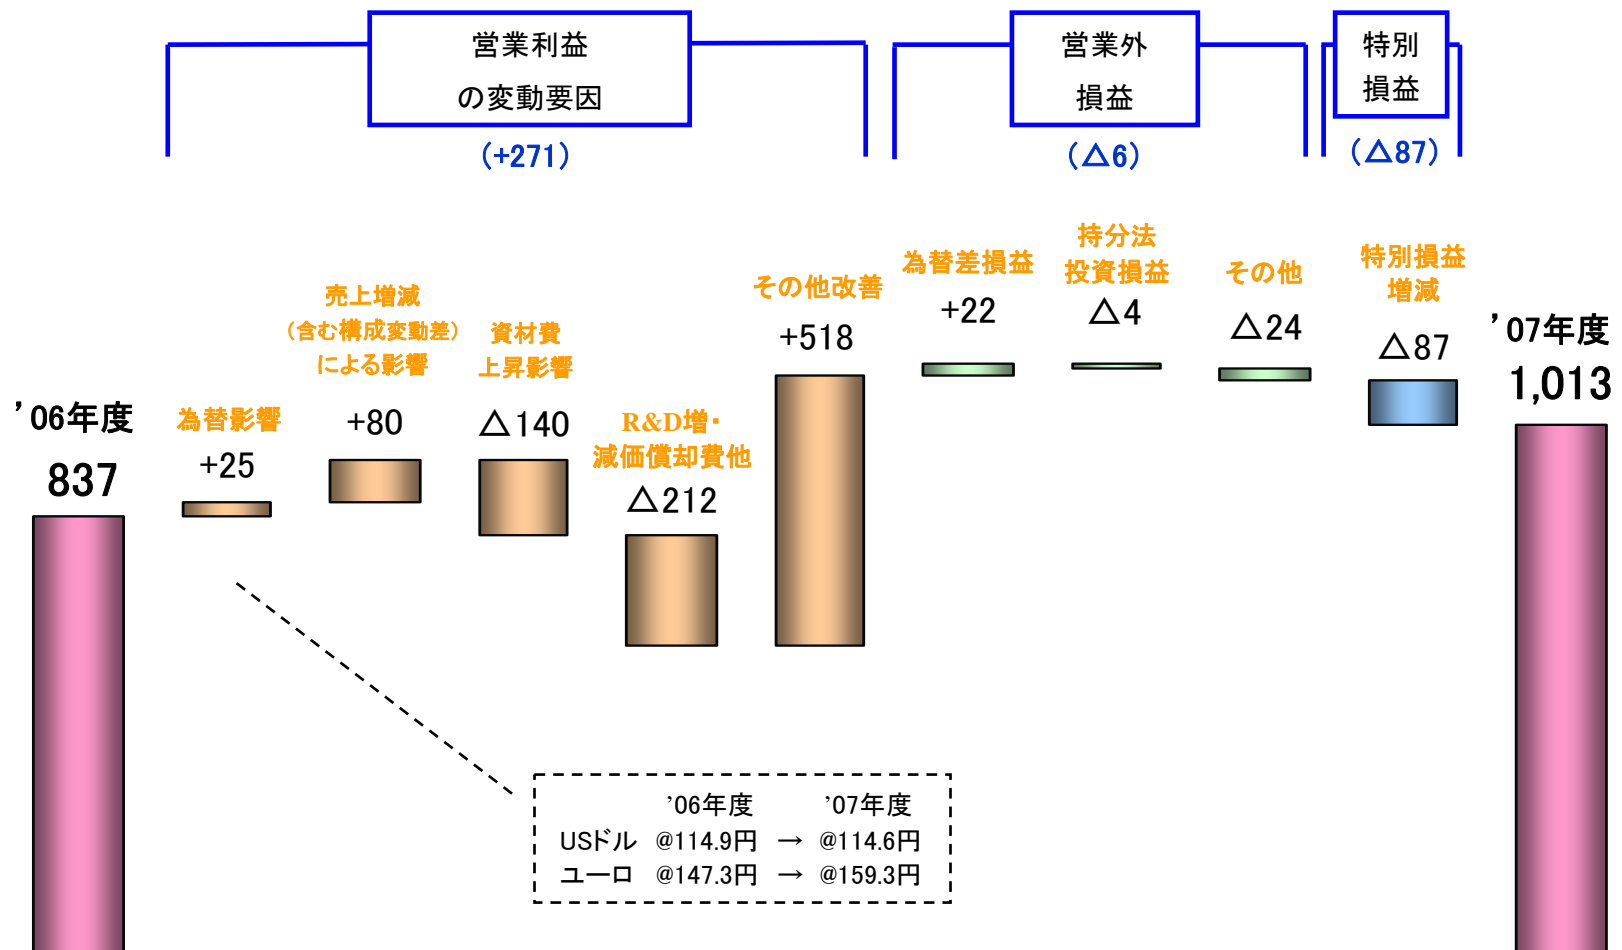 営業利益
の変動要因
(+271)
営業外
損益
(△6)
特別
損益
(△87)
'06年度
837
為替影響
+25
売上増減
(含む構成変動差)
による影響
+80
資材費
上昇影響
△140
R&D増・
減価償却費他
△212
その他改善
+518
為替差損益
+22
持分法
投資損益
△4
その他
△24
特別損益
増減
△87
'07年度
1,013
'06年度 '07年度
USドル @114.9円 → @114.6円
ユーロ @147.3円 → @159.3円